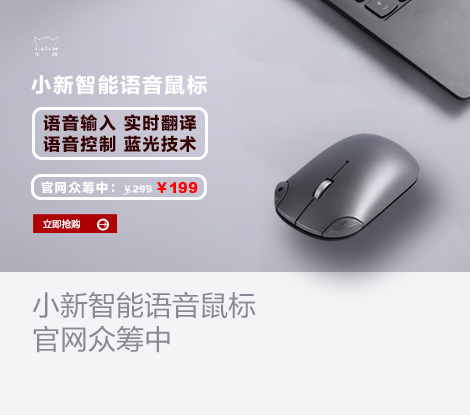 小新智能语音鼠标
语音输入 实时翻译
语音控制 蓝光技术
官网众筹中：￥299 ￥199
立即抢购
小新智能语音鼠标
官网众筹中